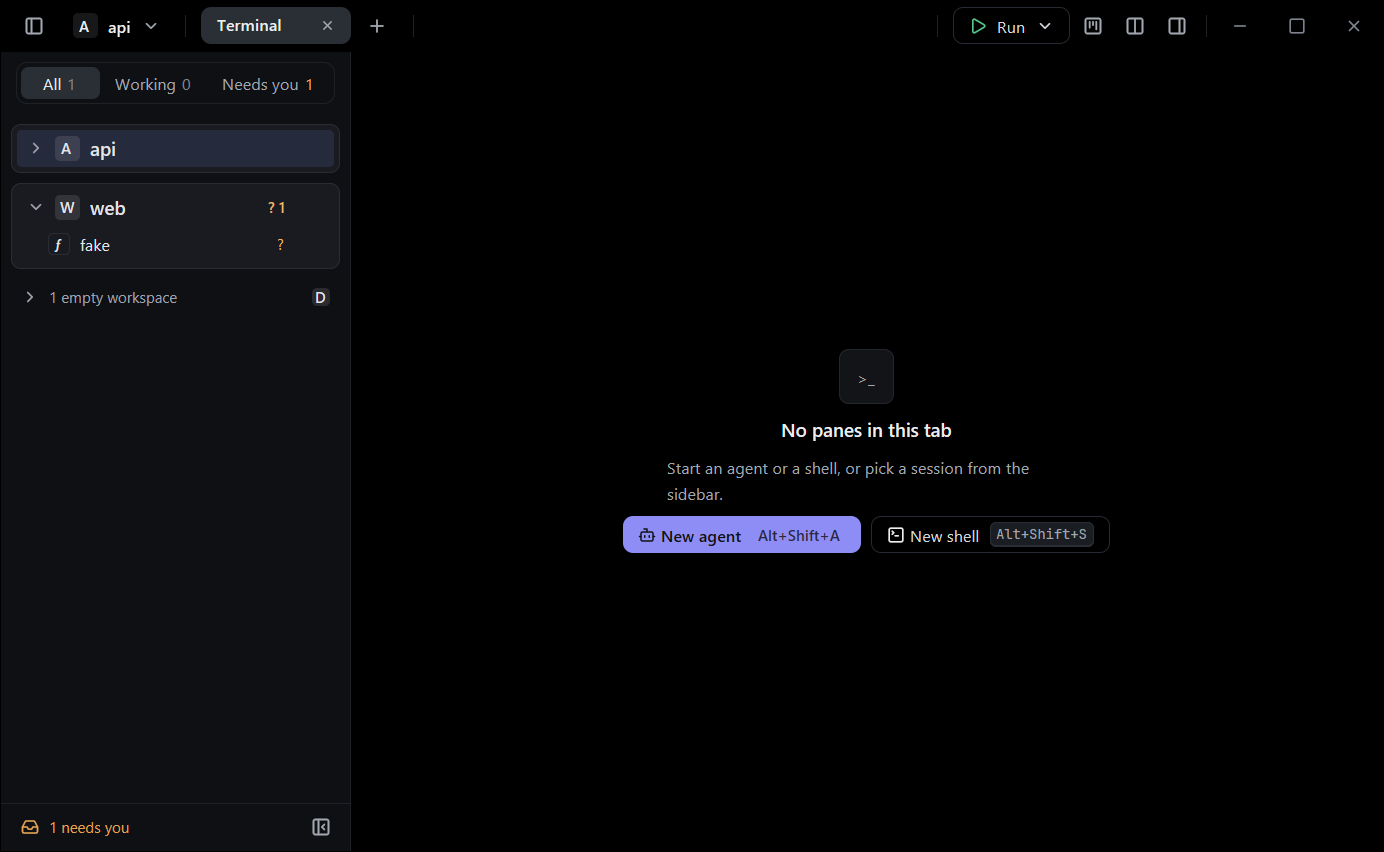 A api Terminal Run
All 1 Working 0 Needs you 1
A api
W web ? 1
f fake ?
1 empty workspace D
>_
No panes in this tab
Start an agent or a shell, or pick a session from the
sidebar.
New agent Alt+Shift+A New shell Alt+Shift+S
1 needs you